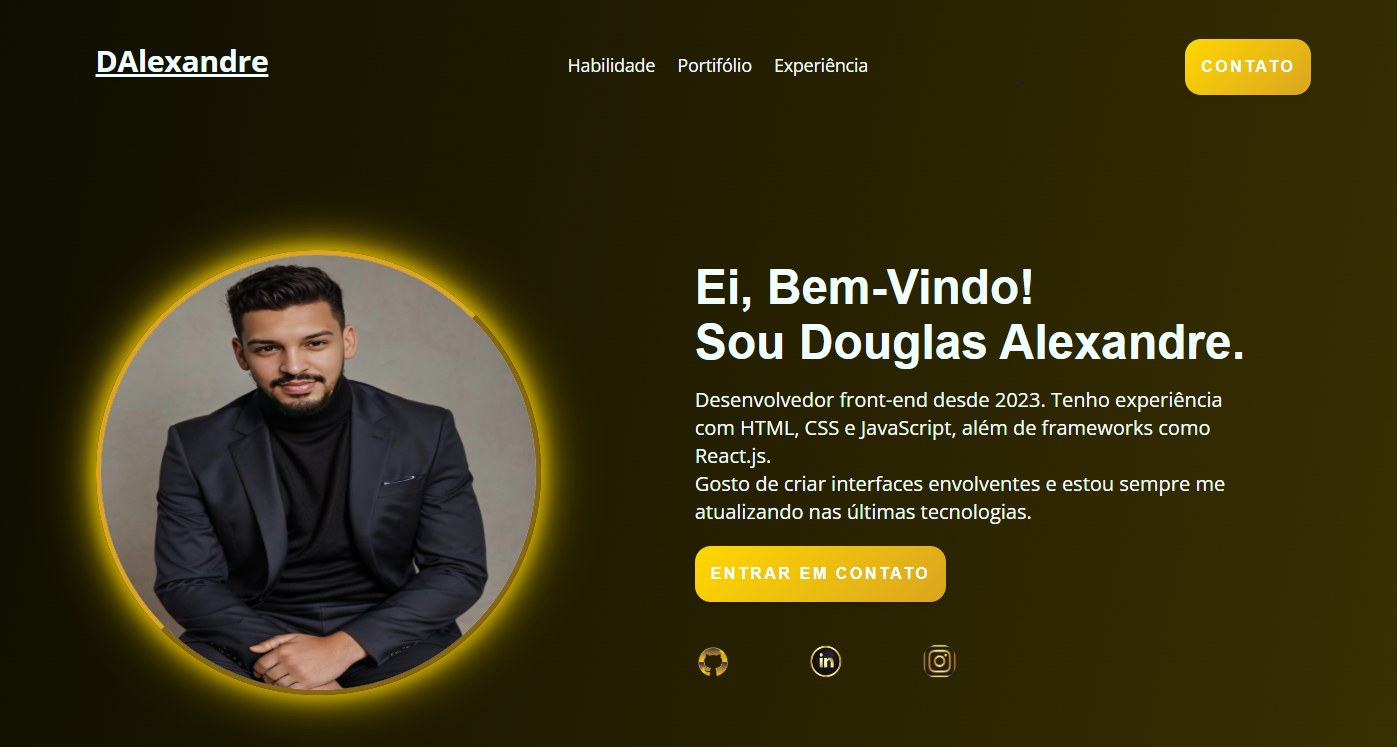 DAlexandre
Habilidade
Portifólio
Experiência
CONTATO
Ei, Bem-Vindo!
Sou Douglas Alexandre.
Desenvolvedor front-end desde 2023. Tenho experiência
com HTML, CSS e JavaScript, além de frameworks como
React.js.
Gosto de criar interfaces envolventes e estou sempre me
atualizando nas últimas tecnologias.
ENTRAR EM CONTATO
in